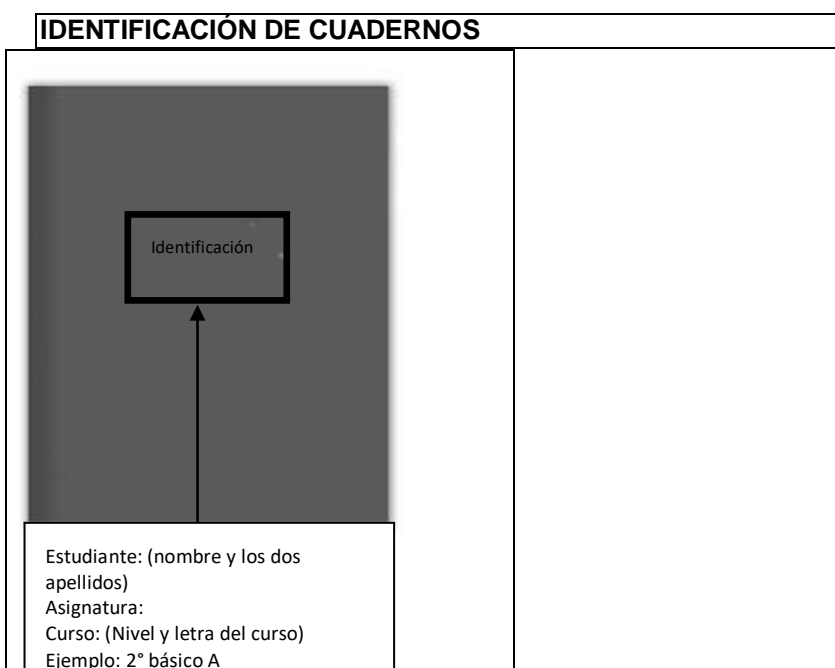 IDENTIFICACIÓN DE CUADERNOS
Identificación
Estudiante: (nombre y los dos
apellidos)
Asignatura:
Curso: (Nivel y letra del curso)
Ejemplo: 2° básico A